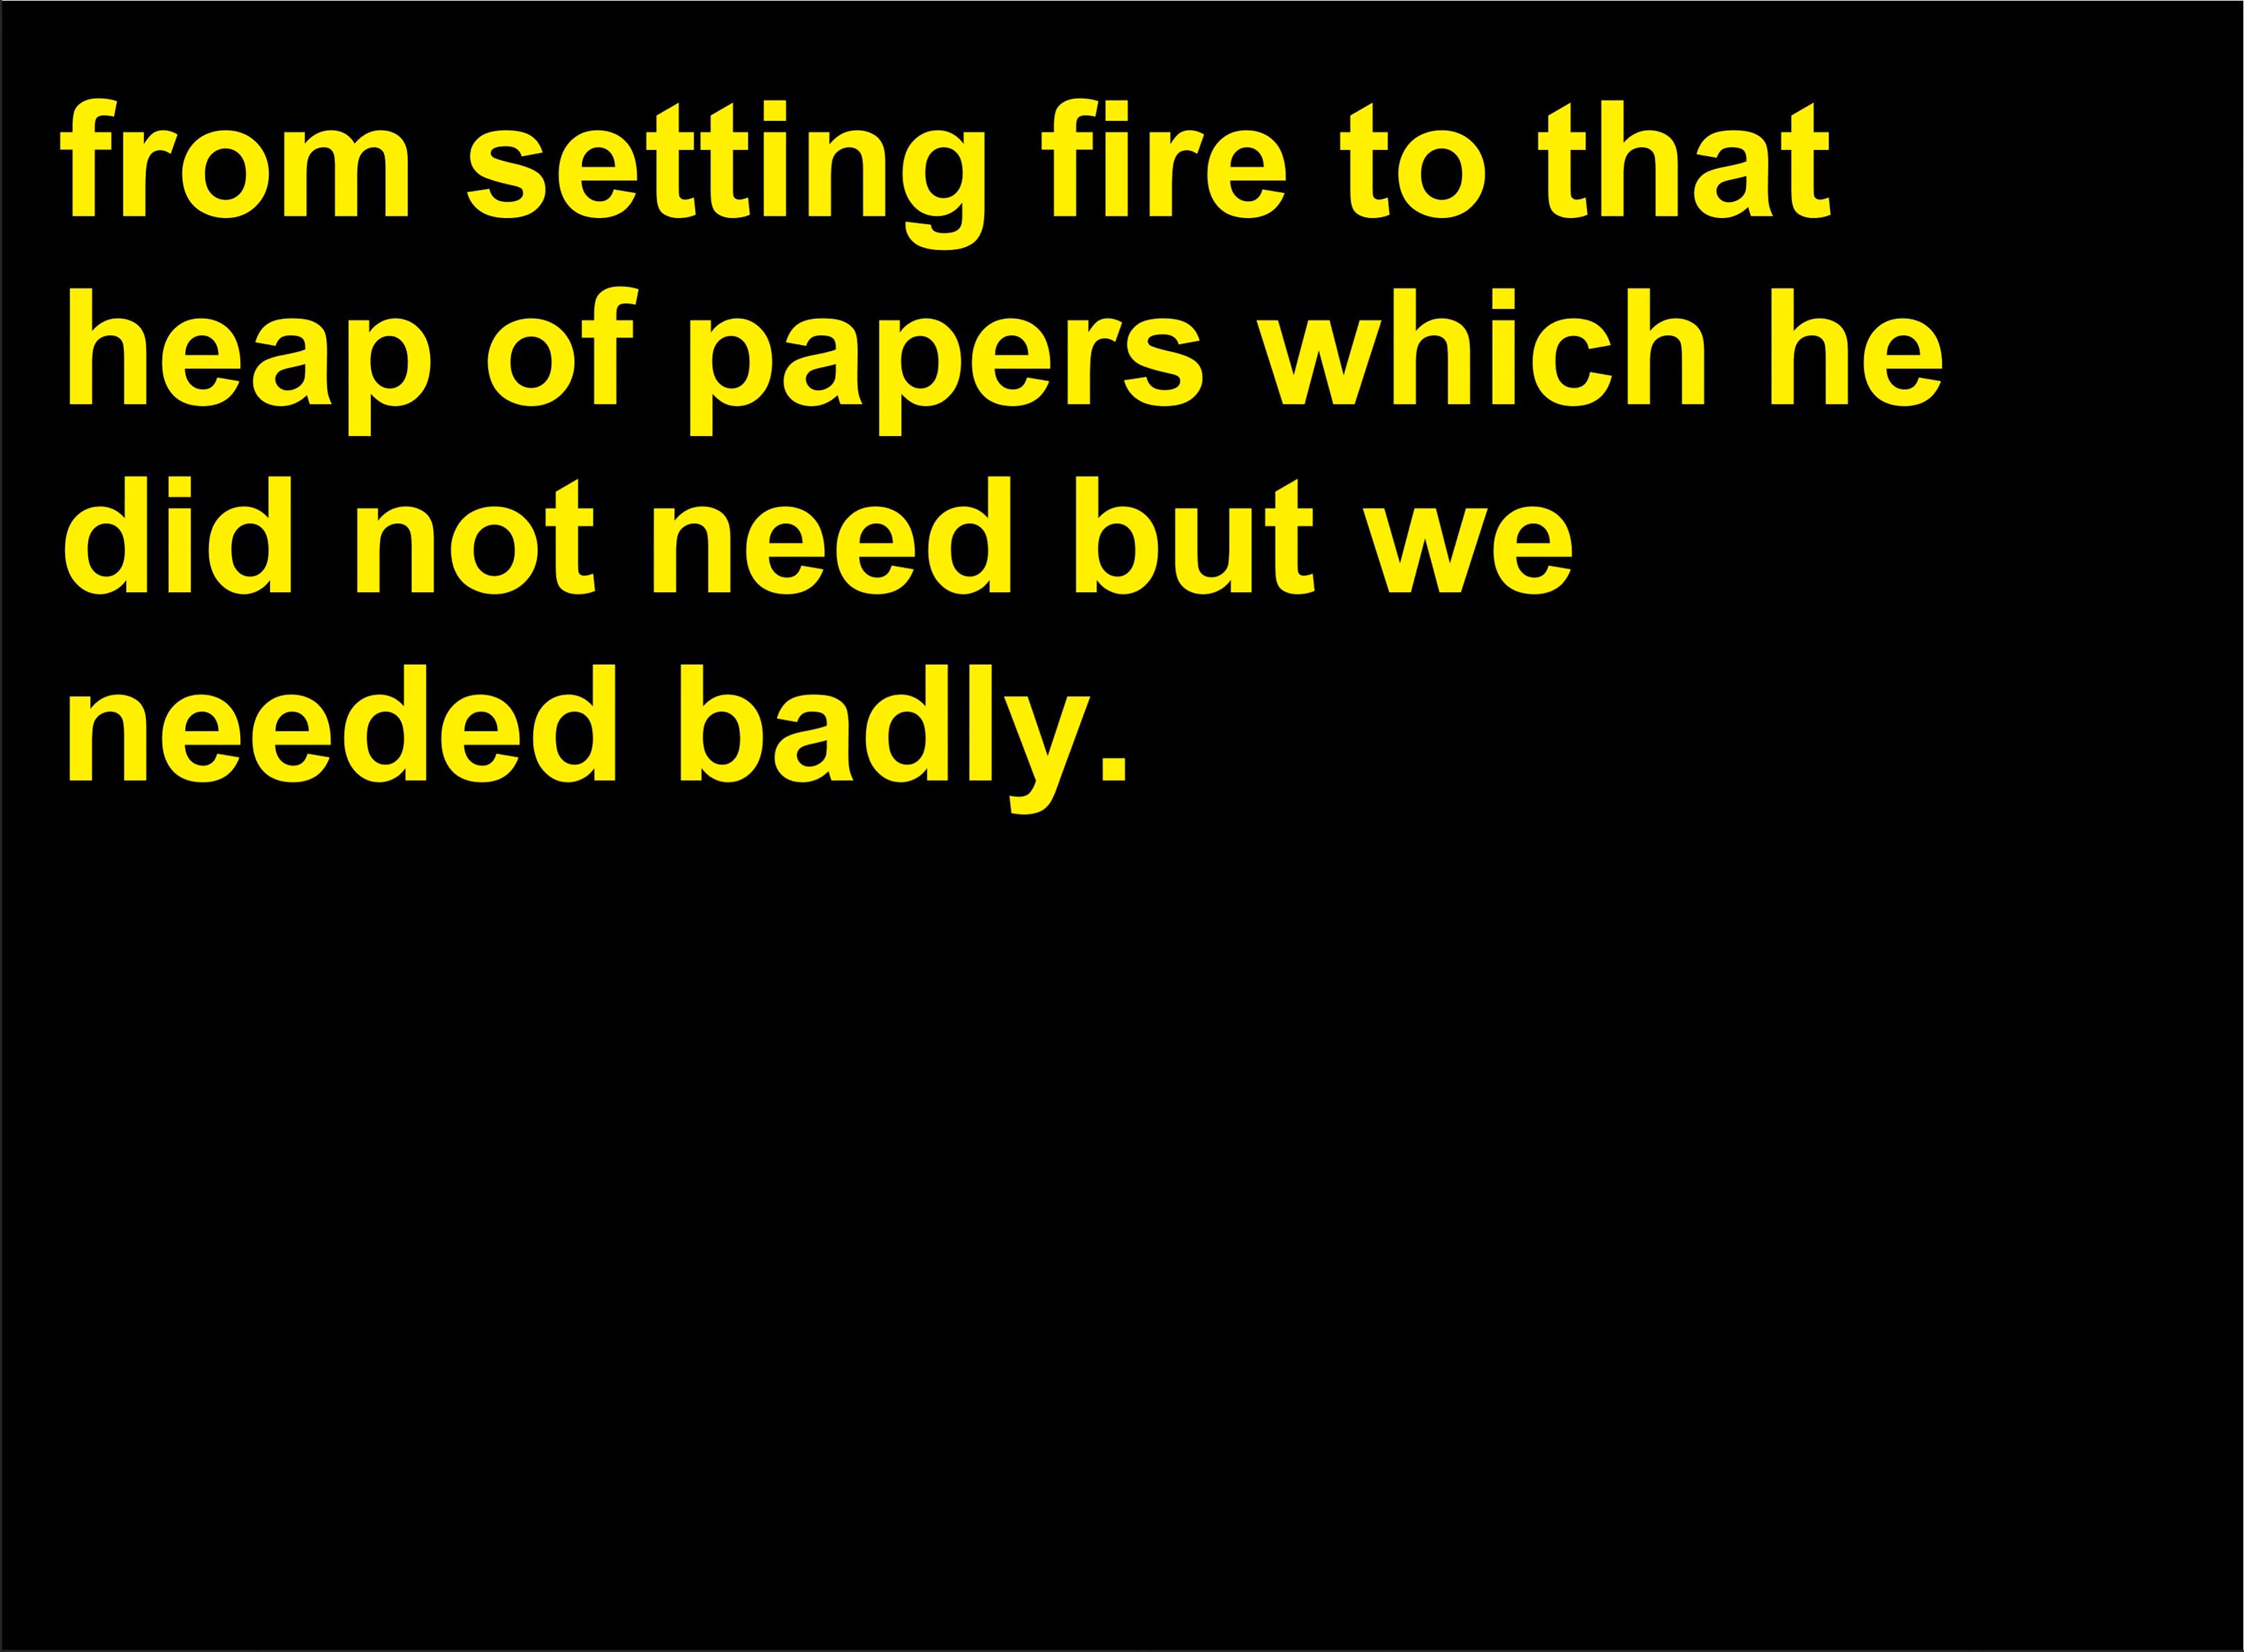 from setting fire to that
heap of papers which he
did not need but we
needed badly.